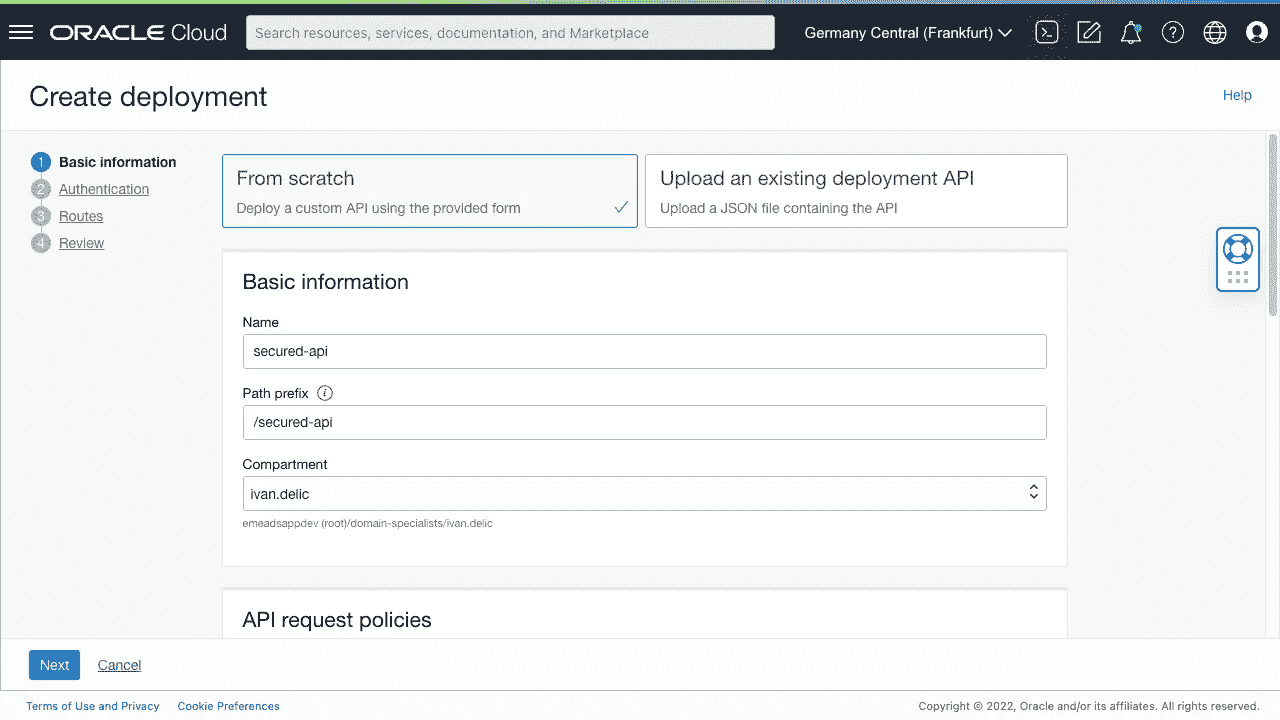 ORACLE Cloud
Search resources, services, documentation, and Marketplace
Germany Central (Frankfurt)
Create deployment
Help
1 Basic information
2 Authentication
3 Routes
4 Review
From scratch
Deploy a custom API using the provided form
Upload an existing deployment API
Upload a JSON file containing the API
Basic information
Name
secured-api
Path prefix
/secured-api
Compartment
ivan.delic
emeadsappdev (root)/domain-specialists/ivan.delic
API request policies
Next
Cancel
Terms of Use and Privacy
Cookie Preferences
Copyright © 2022, Oracle and/or its affiliates. All rights reserved.